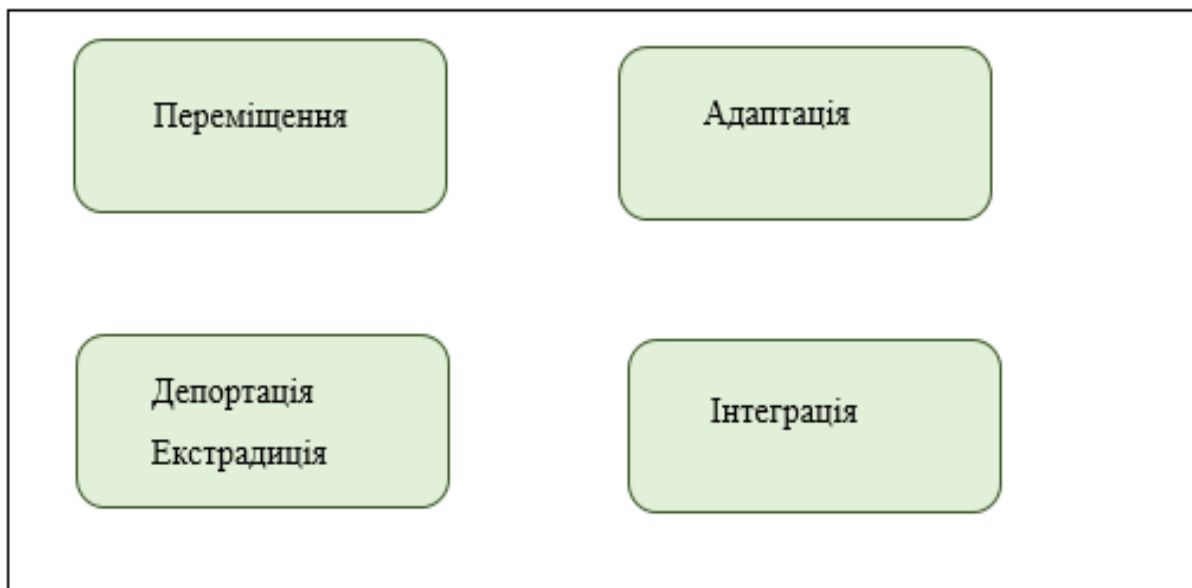 Переміщення
Адаптація
Депортація
Екстрадиція
Інтеграція